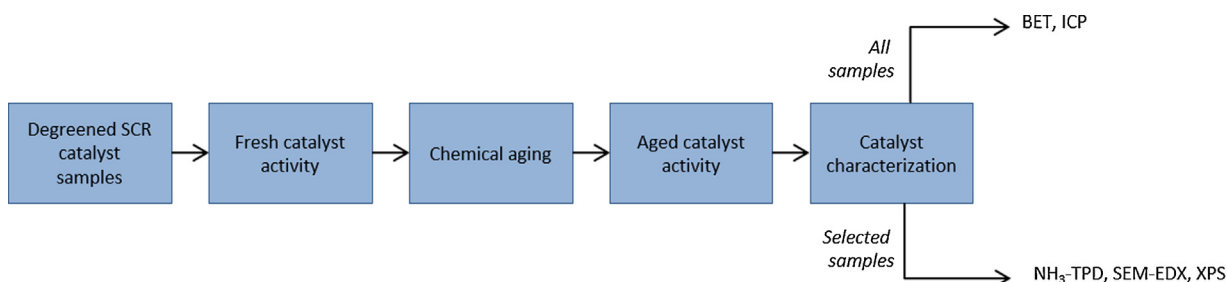 BET, ICP
All
samples
Degreened SCR
catalyst
samples
Fresh catalyst
activity
Chemical aging
Aged catalyst
activity
Catalyst
characterization
Selected
samples
NH₃-TPD, SEM-EDX, XPS